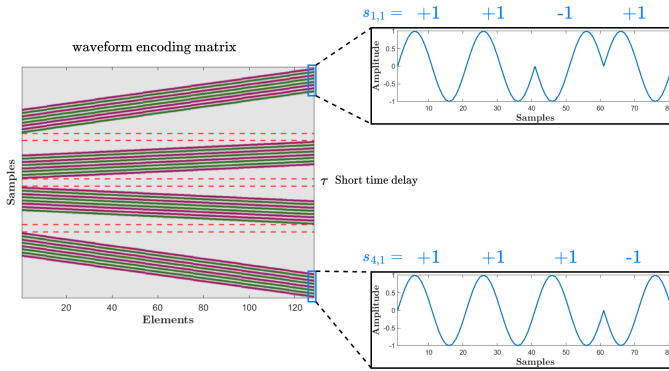 s1,1 = +1 +1 -1 +1
waveform encoding matrix
Amplitude
1
0.5
0
-0.5
-1
10 20 30 40 50 60 70 80
Samples
Samples
τ Short time delay
20 40 60 80 100 120
Elements
s4,1 = +1 +1 +1 -1
Amplitude
1
0.5
0
-0.5
-1
10 20 30 40 50 60 70 80
Samples